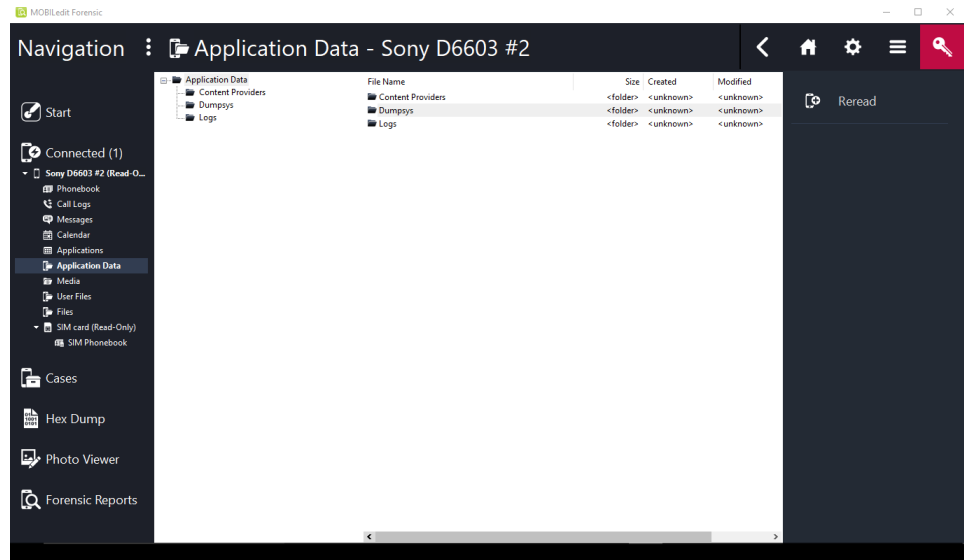 MOBILedit Forensic
Navigation
Application Data - Sony D6603 #2
Start
Connected (1)
Sony D6603 #2 (Read-O...
Phonebook
Call Logs
Messages
Calendar
Applications
Application Data
Media
User Files
Files
SIM card (Read-Only)
SIM Phonebook
Cases
Hex Dump
Photo Viewer
Forensic Reports
Application Data
Content Providers
Dumpsys
Logs
File Name Size Created Modified
Content Providers <folder> <unknown> <unknown>
Dumpsys <folder> <unknown> <unknown>
Logs <folder> <unknown> <unknown>
Reread